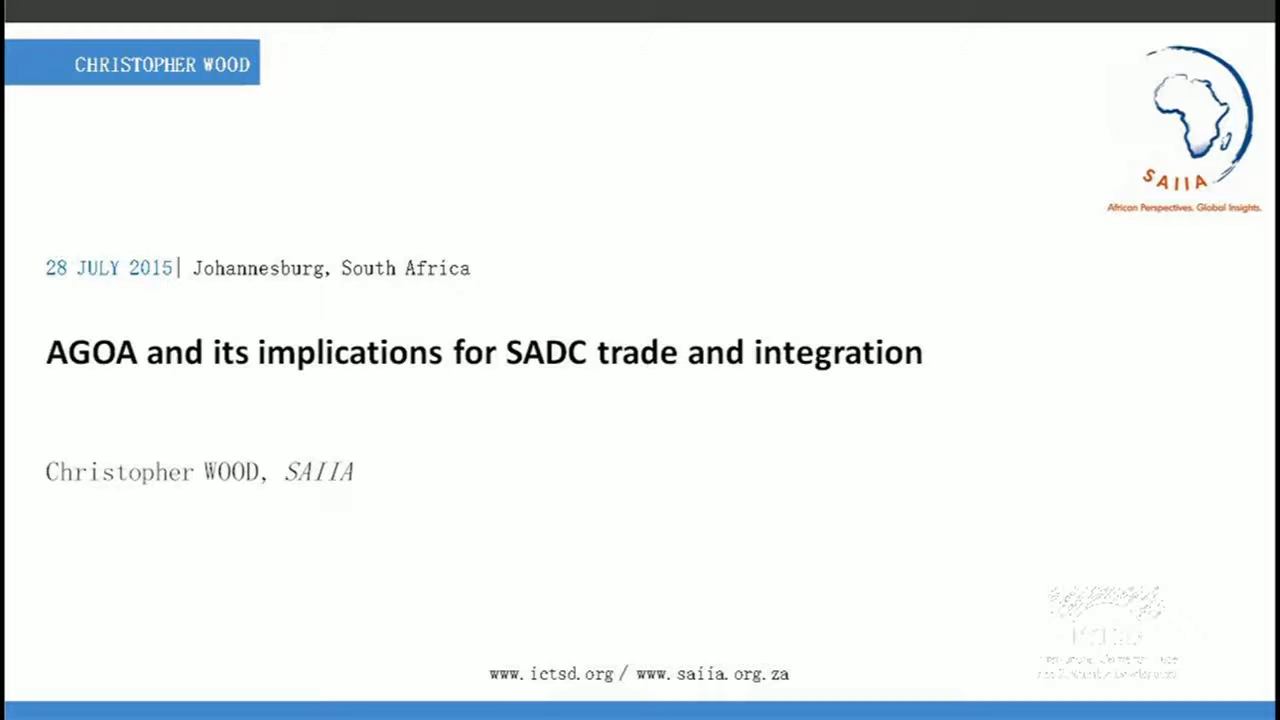 CHRISTOPHER WOOD
SAIIA
African Perspectives. Global Insights.
28 JULY 2015| Johannesburg, South Africa
AGOA and its implications for SADC trade and integration
Christopher WOOD, SAIIA
ICTSD
www.ictsd.org / www.saiia.org.za